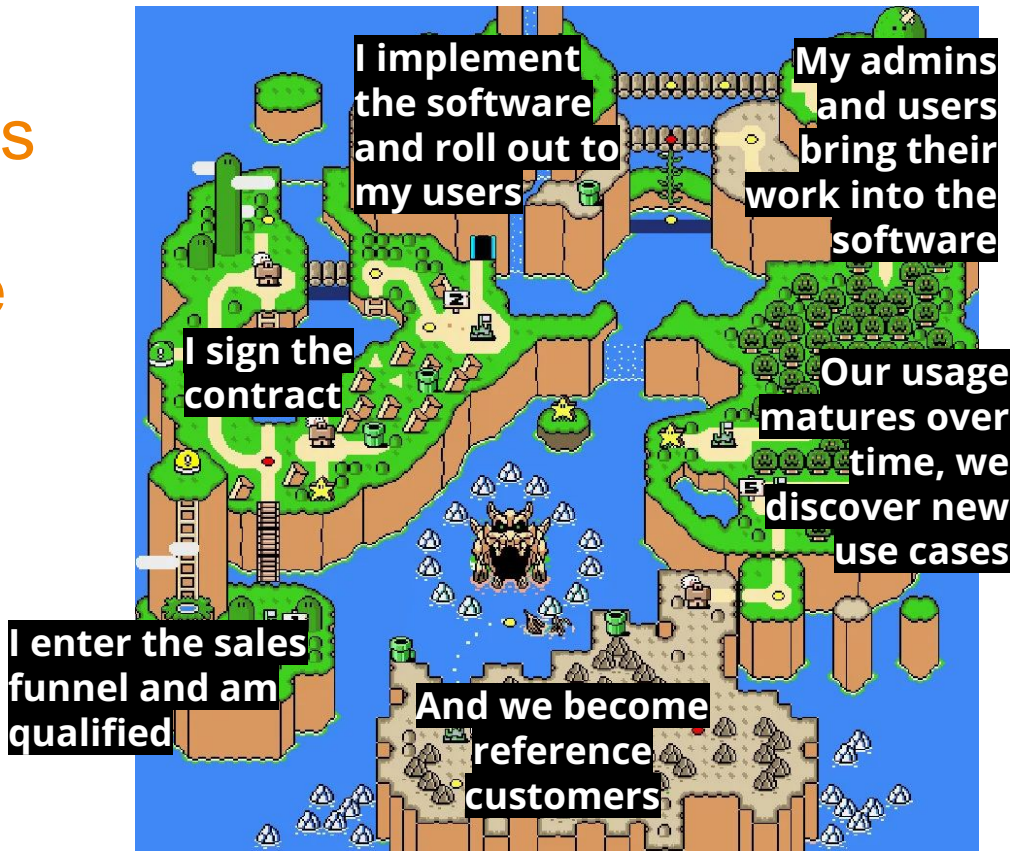 s
e
I enter the sales
funnel and am
qualified
I sign the
contract
2
I implement
the software
and roll out to
my users
My admins
and users
bring their
work into the
software
Our usage
matures over
time, we
discover new
use cases
5
And we become
reference
customers